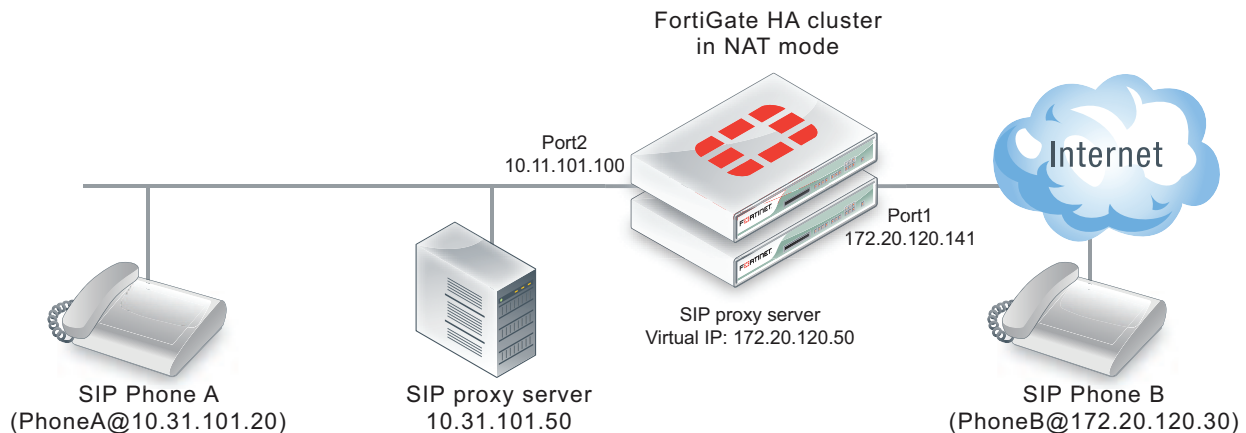 FortiGate HA cluster
in NAT mode
Port2
10.11.101.100
Internet
FORTINET
FORTINET
Port1
172.20.120.141
SIP proxy server
Virtual IP: 172.20.120.50
SIP Phone A
(PhoneA@10.31.101.20)
SIP proxy server
10.31.101.50
SIP Phone B
(PhoneB@172.20.120.30)